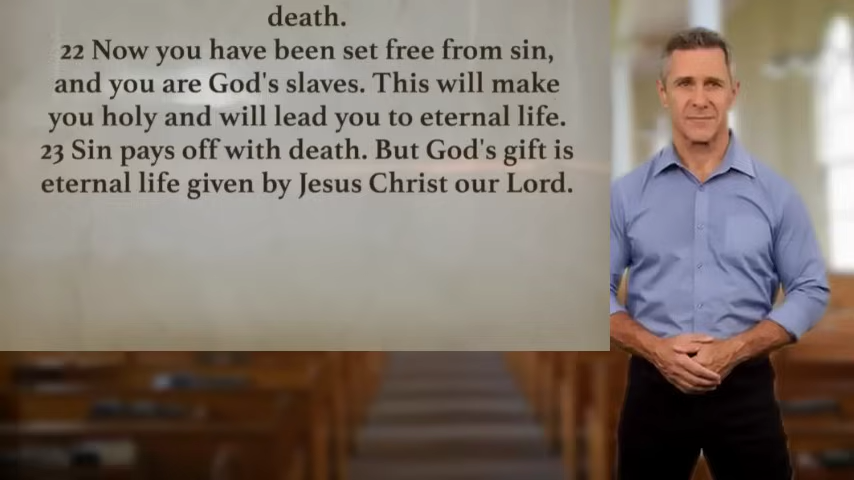 death.
22 Now you have been set free from sin,
and you are God's slaves. This will make
you holy and will lead you to eternal life.
23 Sin pays off with death. But God's gift is
eternal life given by Jesus Christ our Lord.